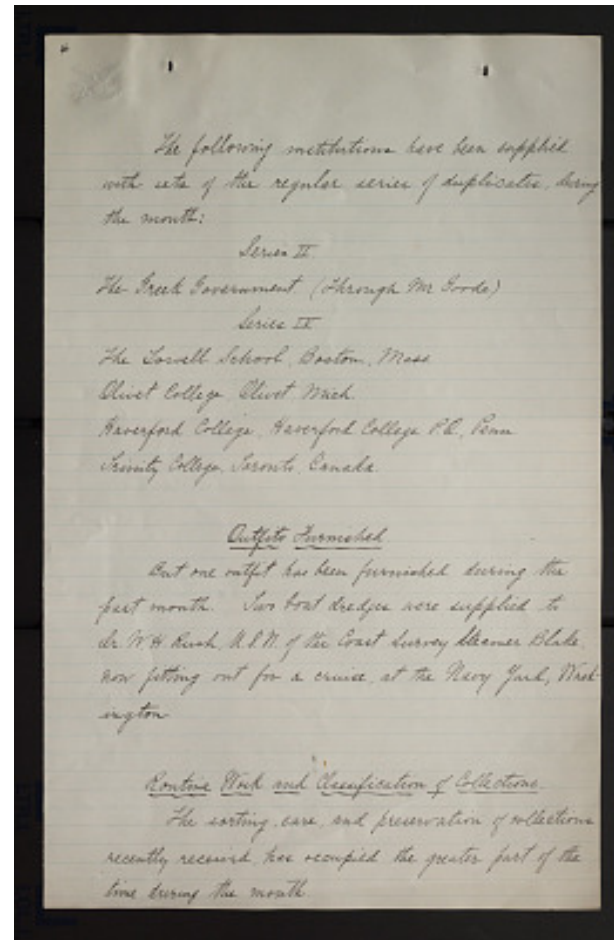 The following institutions have been supplied
with sets of the regular series of duplicates, during
the month:
Series II.
The Greek Government (Through Mr Goode)
Series IV
The Lowell School, Boston, Mass
Olivet College, Olivet Mich.
Haverford College, Haverford College P.O., Penn
Trinity College, Toronto, Canada.
Outfits Furnished
But one outfit has been furnished during the
past month. Two boat dredges were supplied to
Dr. W. H. Rush, U.S.N. of the Coast Survey Steamer Blake,
now fitting out for a cruise, at the Navy Yard, Wash-
ington.
Routine Work and Classification of Collections.
The sorting, care, and preservation of collections
recently received, has occupied the greater part of the
time during the month